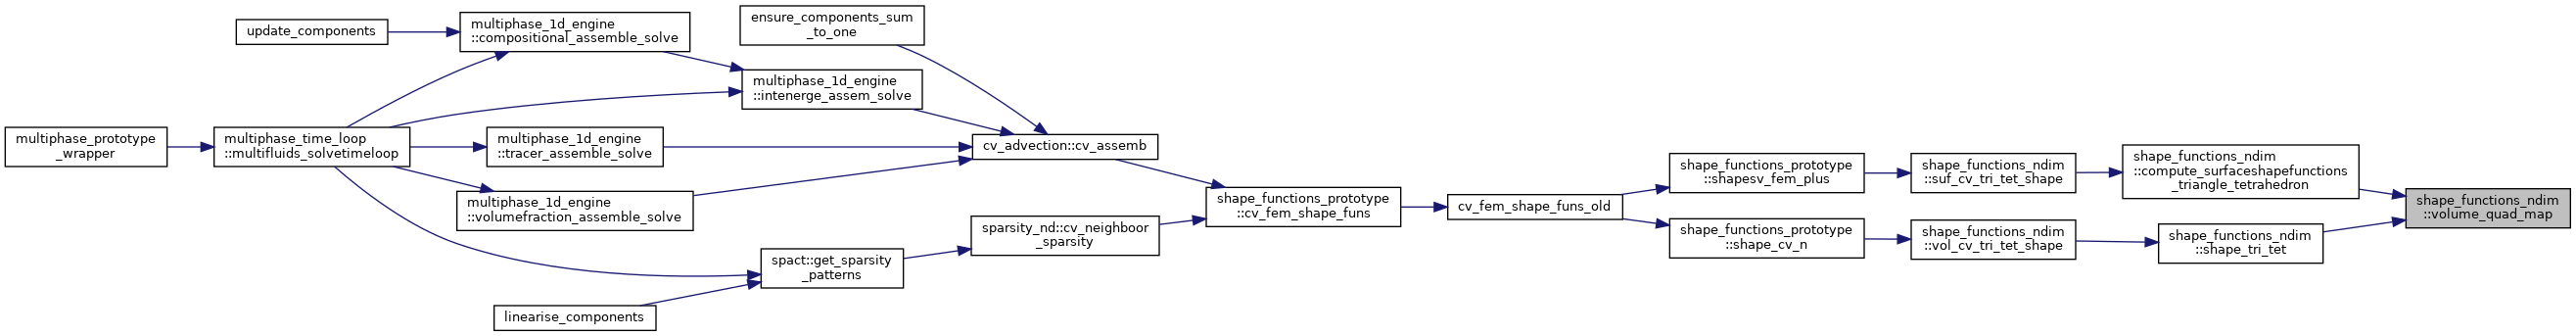 update_components
multiphase_1d_engine
::compositional_assemble_solve
ensure_components_sum
_to_one
multiphase_1d_engine
::intenerge_assem_solve
multiphase_prototype
_wrapper
multiphase_time_loop
::multifluids_solvetimeloop
multiphase_1d_engine
::tracer_assemble_solve
cv_advection::cv_assemb
multiphase_1d_engine
::volumefraction_assemble_solve
shape_functions_prototype
::cv_fem_shape_funs
sparsity_nd::cv_neighboor
_sparsity
spact::get_sparsity
_patterns
linearise_components
cv_fem_shape_funs_old
shape_functions_prototype
::shapesv_fem_plus
shape_functions_ndim
::suf_cv_tri_tet_shape
shape_functions_ndim
::compute_surfaceshapefunctions
_triangle_tetrahedron
shape_functions_prototype
::shape_cv_n
shape_functions_ndim
::vol_cv_tri_tet_shape
shape_functions_ndim
::shape_tri_tet
shape_functions_ndim
::volume_quad_map